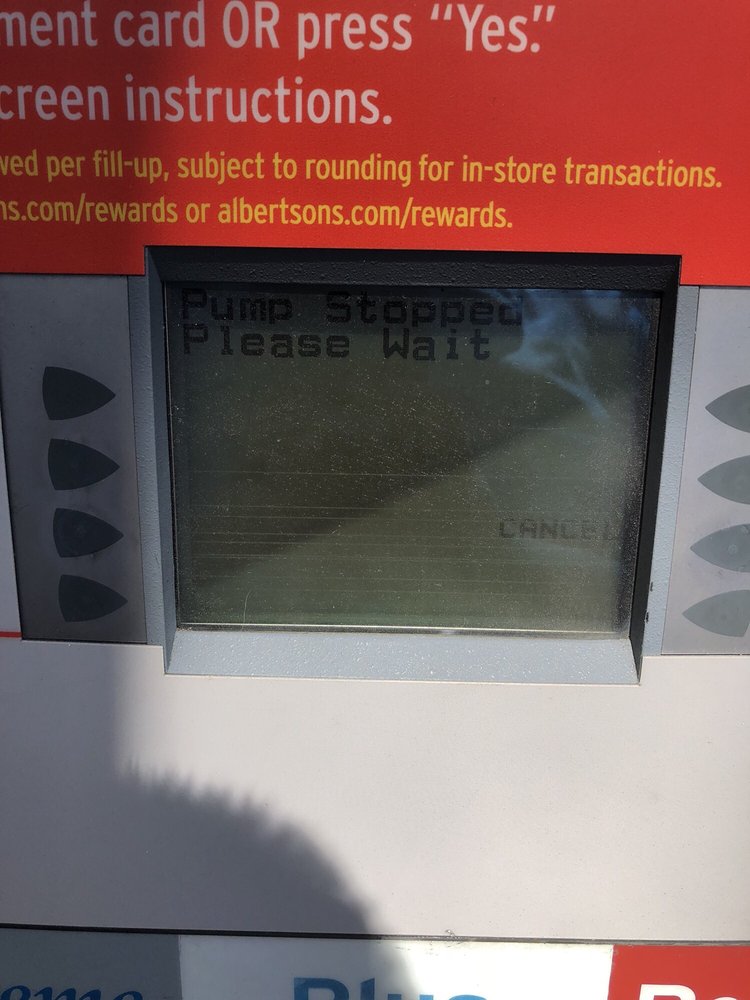 ment card OR press “Yes.”
creen instructions.
wed per fill-up, subject to rounding for in-store transactions.
ns.com/rewards or albertsons.com/rewards.
Pump Stopped
Please Wait
CANCEL